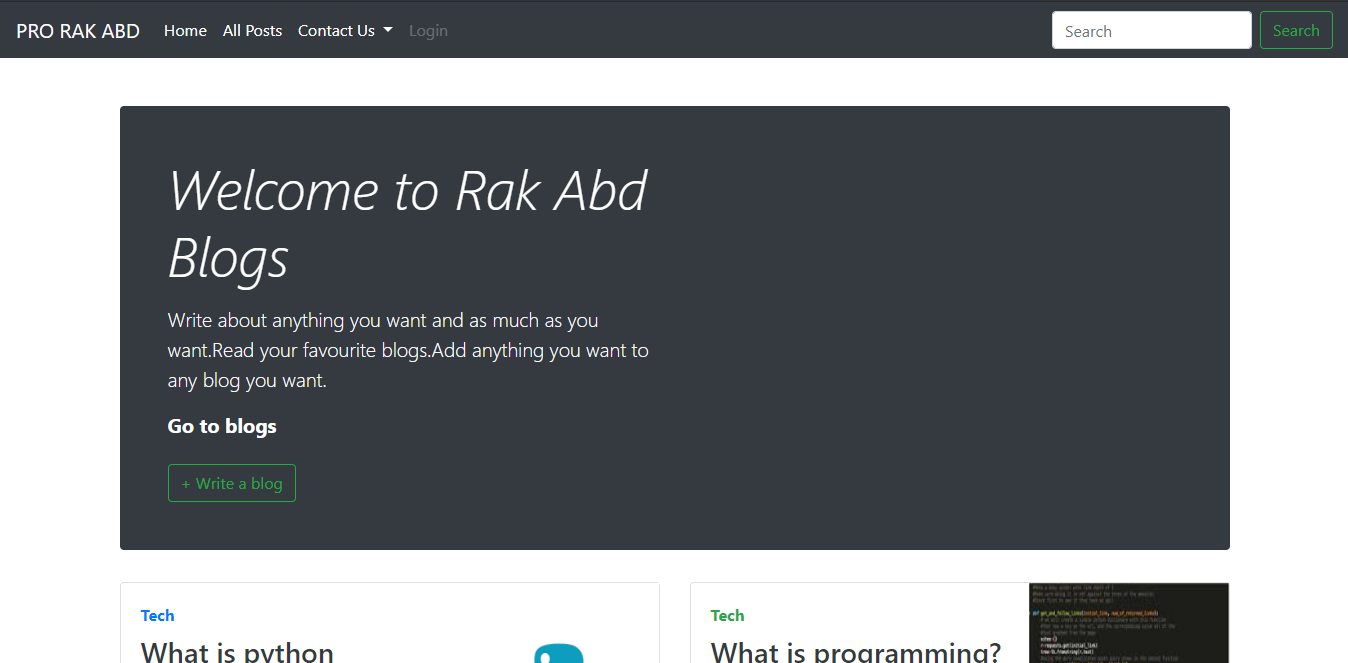 PRO RAK ABD Home All Posts Contact Us Login Search Search
Welcome to Rak Abd
Blogs
Write about anything you want and as much as you
want.Read your favourite blogs.Add anything you want to
any blog you want.
Go to blogs
+ Write a blog
Tech
What is python
Tech
What is programming?